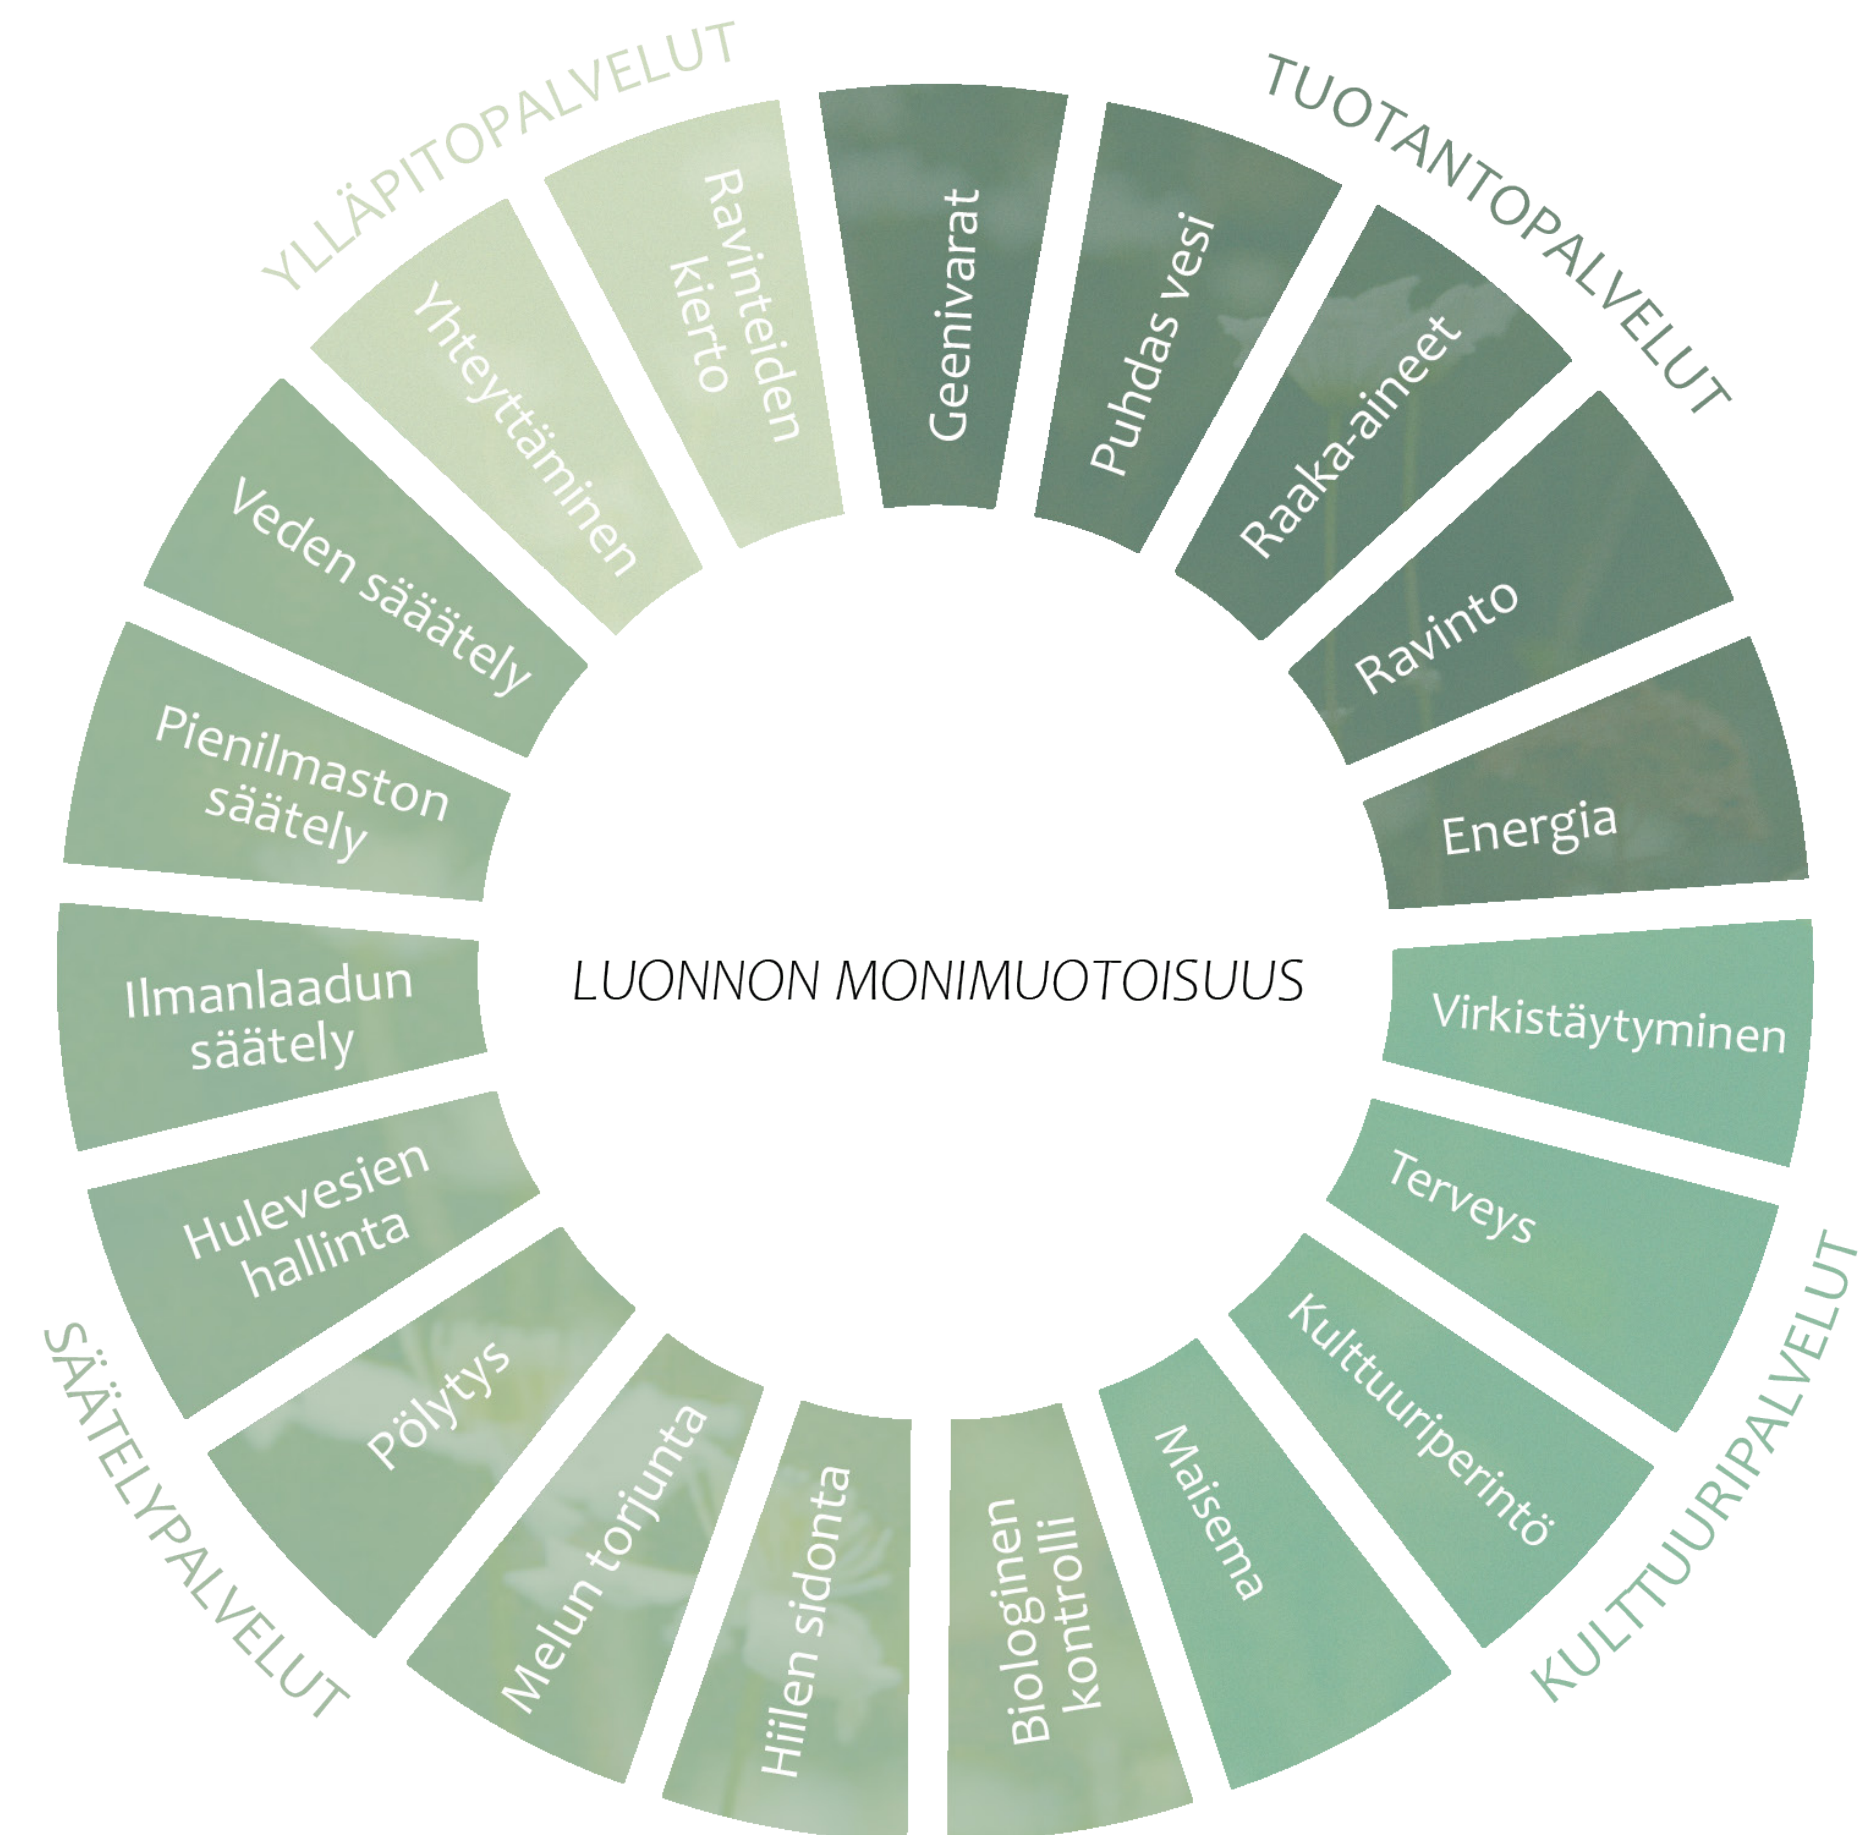 YLLÄPITOPALVELUT
TUOTANTOPALVELUT
Geenivarat
Puhdas vesi
Raaka-aineet
Ravinto
Energia
Virkistäytyminen
Terveys
Kulttuuriperintö
Maisema
KULTTUURIPALVELUT
Biologinen
kontrolli
Hiilen sidonta
Melun torjunta
Pölytys
Hulevesien
hallinta
Ilmanlaadun
säätely
Pienilmaston
säätely
Veden sääätely
SÄÄTELYPALVELUT
Yhteyttäminen
Ravinteiden
kierto
LUONNON MONIMUOTOISUUS